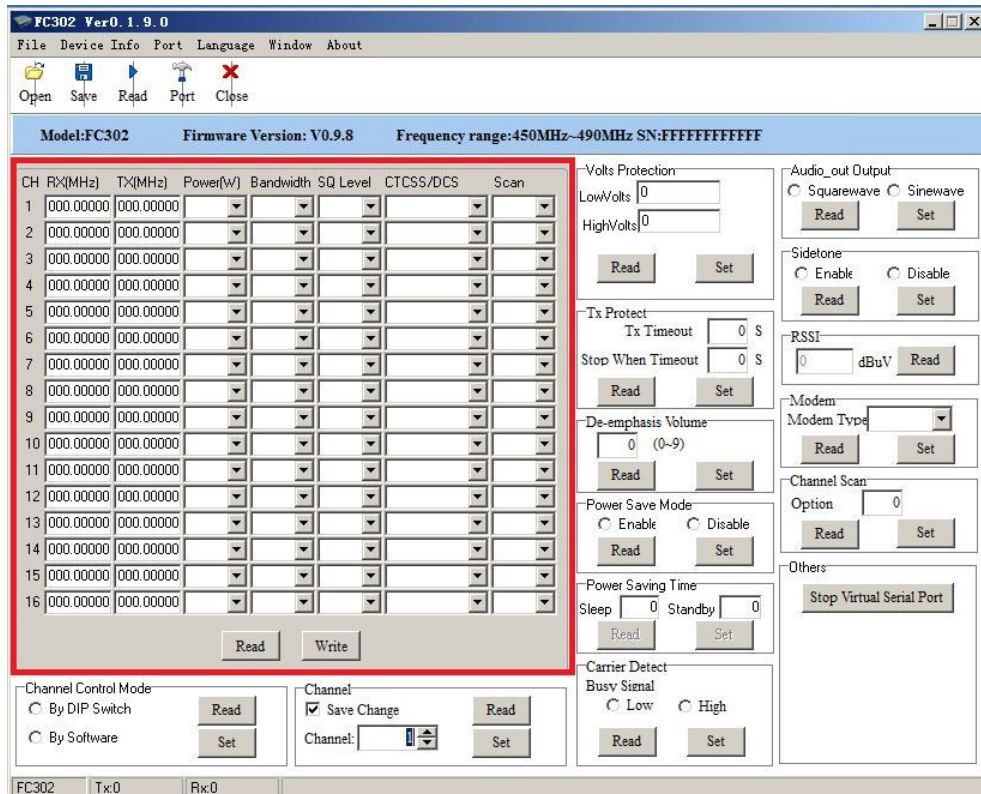 FC302 Ver0.1.9.0
File Device Info Port Language Window About
Open Save Read Port Close
Model:FC302 Firmware Version: V0.9.8 Frequency range:450MHz~490MHz SN:FFFFFFFFFFFF
CH RX(MHz) TX(MHz) Power(W) Bandwidth SQ Level CTCSS/DCS Scan
1 000.00000 000.00000
2 000.00000 000.00000
3 000.00000 000.00000
4 000.00000 000.00000
5 000.00000 000.00000
6 000.00000 000.00000
7 000.00000 000.00000
8 000.00000 000.00000
9 000.00000 000.00000
10 000.00000 000.00000
11 000.00000 000.00000
12 000.00000 000.00000
13 000.00000 000.00000
14 000.00000 000.00000
15 000.00000 000.00000
16 000.00000 000.00000
Read Write
Channel Control Mode
By DIP Switch Read
By Software Set
Channel
Save Change Read
Channel: 1 Set
Volts Protection
LowVolts 0
HighVolts 0
Read Set
Tx Protect
Tx Timeout 0 S
Stop When Timeout 0 S
Read Set
De-emphasis Volume
0 (0~9)
Read Set
Power Save Mode
Enable Disable
Read Set
Power Saving Time
Sleep 0 Standby 0
Read Set
Carrier Detect
Busy Signal
Low High
Read Set
Audio_out Output
Squarewave Sinewave
Read Set
Sidetone
Enable Disable
Read Set
RSSI
0 dBuV Read
Modem
Modem Type
Read Set
Channel Scan
Option 0
Read Set
Others
Stop Virtual Serial Port
FC302 Tx:0 Rx:0